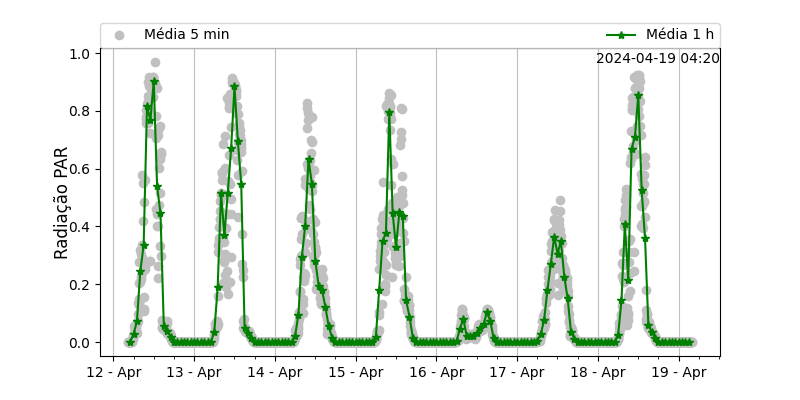 Média 5 min Média 1 h
2024-04-19 04:20
1.0
0.8
0.6
0.4
0.2
0.0
Radiação PAR
12 - Apr 13 - Apr 14 - Apr 15 - Apr 16 - Apr 17 - Apr 18 - Apr 19 - Apr